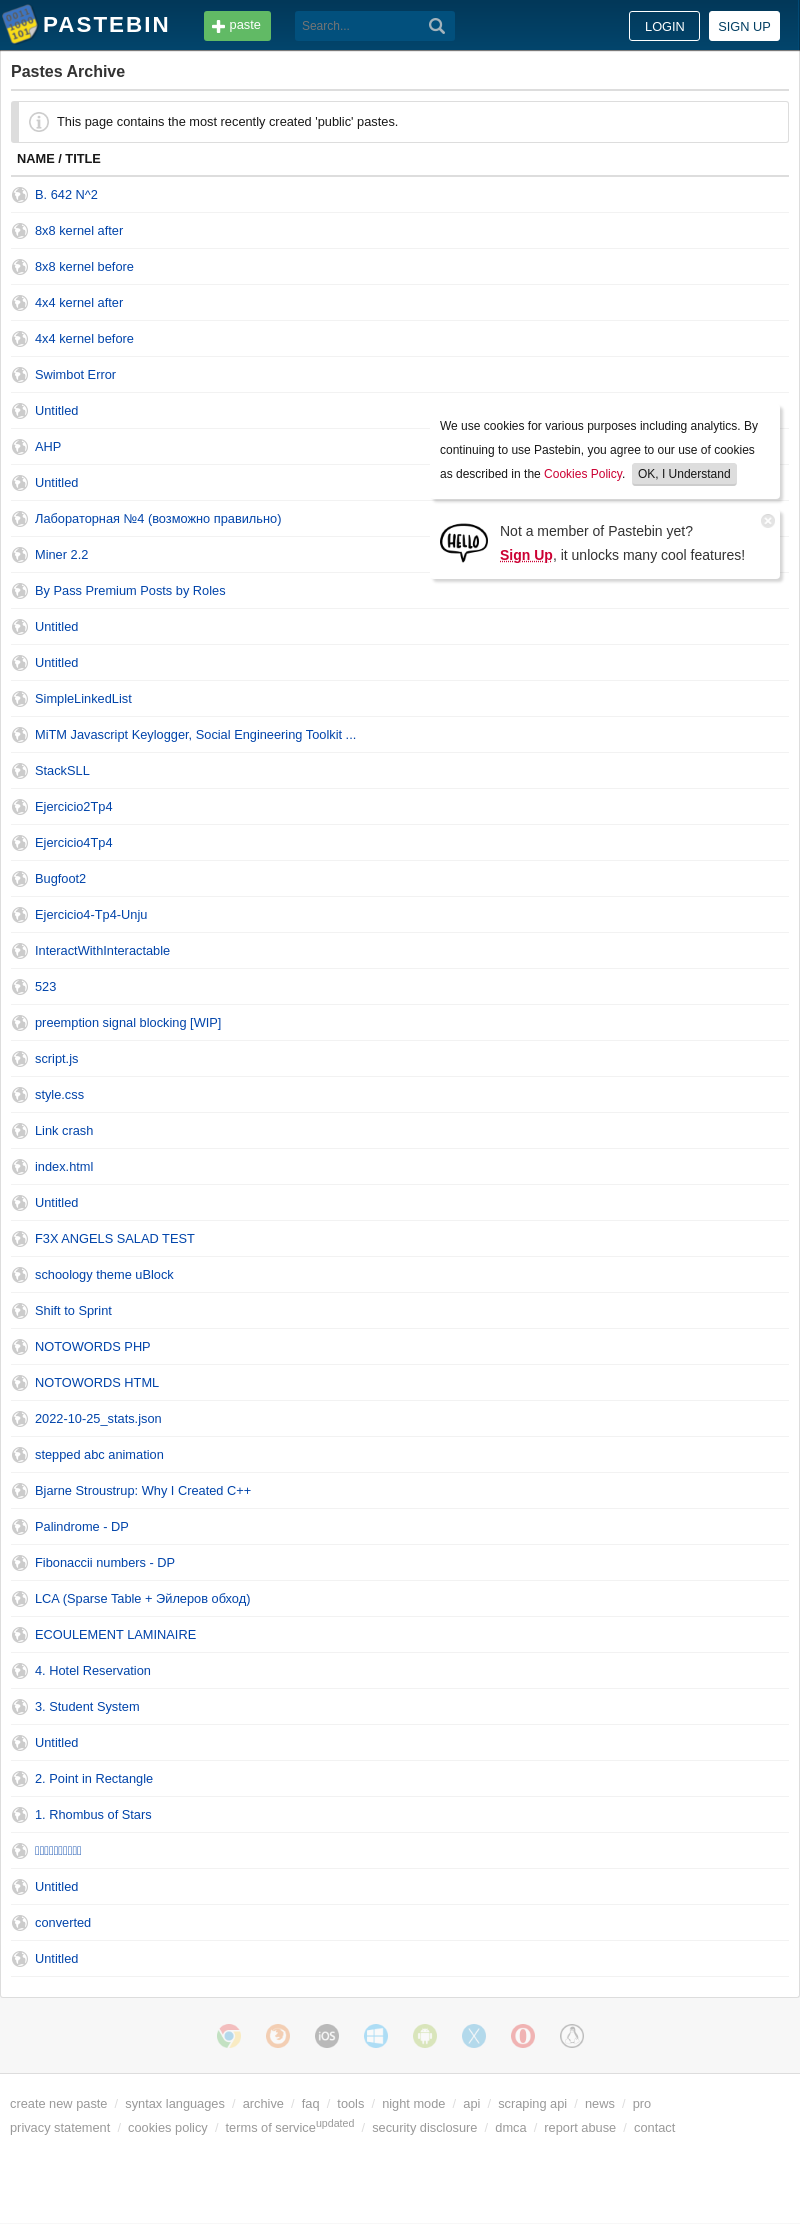 PASTEBIN
paste
Search...
LOGIN
SIGN UP
Pastes Archive
This page contains the most recently created 'public' pastes.
NAME / TITLE
B. 642 N^2
8x8 kernel after
8x8 kernel before
4x4 kernel after
4x4 kernel before
Swimbot Error
Untitled
AHP
Untitled
Лабораторная №4 (возможно правильно)
Miner 2.2
By Pass Premium Posts by Roles
Untitled
Untitled
SimpleLinkedList
MiTM Javascript Keylogger, Social Engineering Toolkit ...
StackSLL
Ejercicio2Tp4
Ejercicio4Tp4
Bugfoot2
Ejercicio4-Tp4-Unju
InteractWithInteractable
523
preemption signal blocking [WIP]
script.js
style.css
Link crash
index.html
Untitled
F3X ANGELS SALAD TEST
schoology theme uBlock
Shift to Sprint
NOTOWORDS PHP
NOTOWORDS HTML
2022-10-25_stats.json
stepped abc animation
Bjarne Stroustrup: Why I Created C++
Palindrome - DP
Fibonaccii numbers - DP
LCA (Sparse Table + Эйлеров обход)
ECOULEMENT LAMINAIRE
4. Hotel Reservation
3. Student System
Untitled
2. Point in Rectangle
1. Rhombus of Stars
Untitled
converted
Untitled
We use cookies for various purposes including analytics. By
continuing to use Pastebin, you agree to our use of cookies
as described in the Cookies Policy. OK, I Understand
HELLO
Not a member of Pastebin yet?
Sign Up, it unlocks many cool features!
iOS
create new paste / syntax languages / archive / faq / tools / night mode / api / scraping api / news / pro
privacy statement / cookies policy / terms of service updated / security disclosure / dmca / report abuse / contact